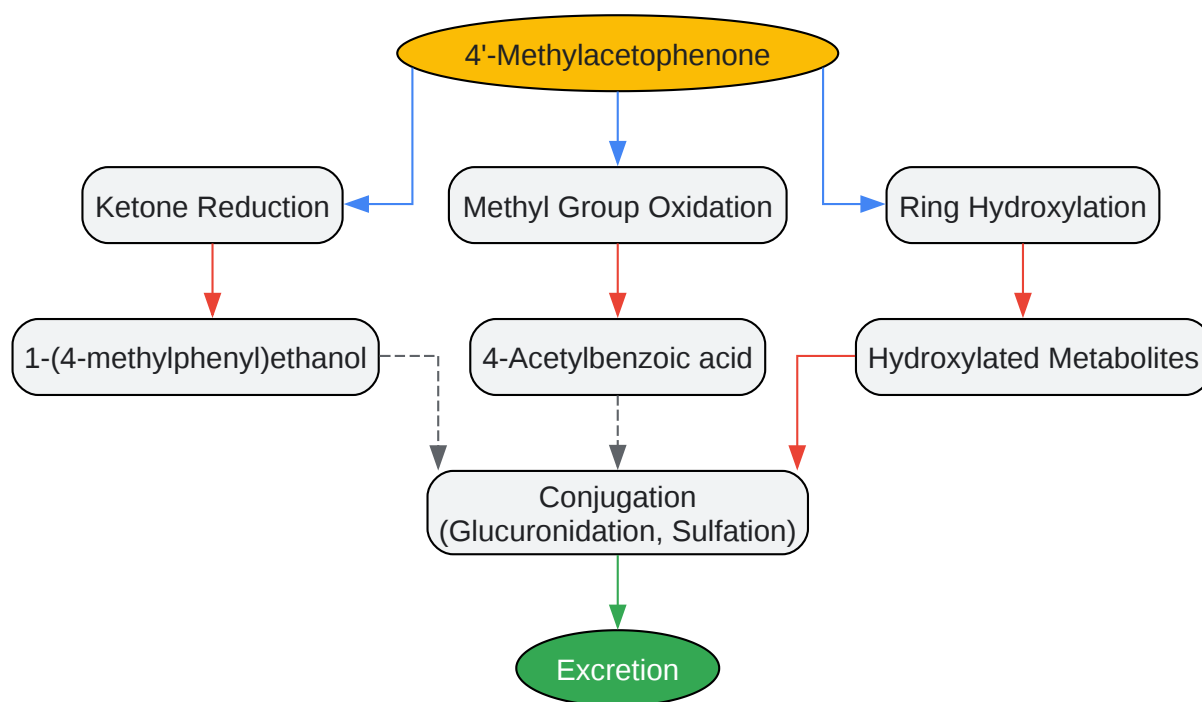 4'-Methylacetophenone
Ketone Reduction
Methyl Group Oxidation
Ring Hydroxylation
1-(4-methylphenyl)ethanol
4-Acetylbenzoic acid
Hydroxylated Metabolites
Conjugation
(Glucuronidation, Sulfation)
Excretion